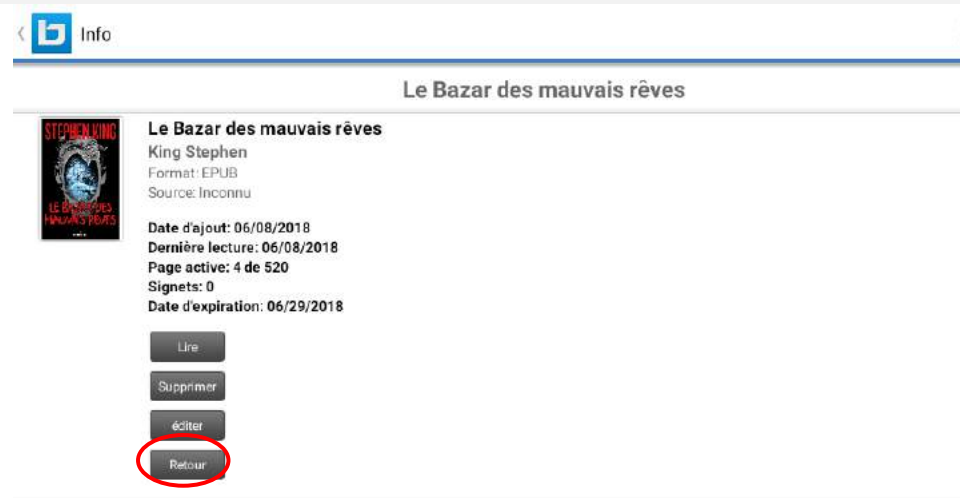 Info
Le Bazar des mauvais rêves
STEPHEN KING
LE BAZAR DES
MAUVAIS RÊVES
Le Bazar des mauvais rêves
King Stephen
Format: EPUB
Source: Inconnu
Date d'ajout: 06/08/2018
Dernière lecture: 06/08/2018
Page active: 4 de 520
Signets: 0
Date d'expiration: 06/29/2018
Lire
Supprimer
éditer
Retour